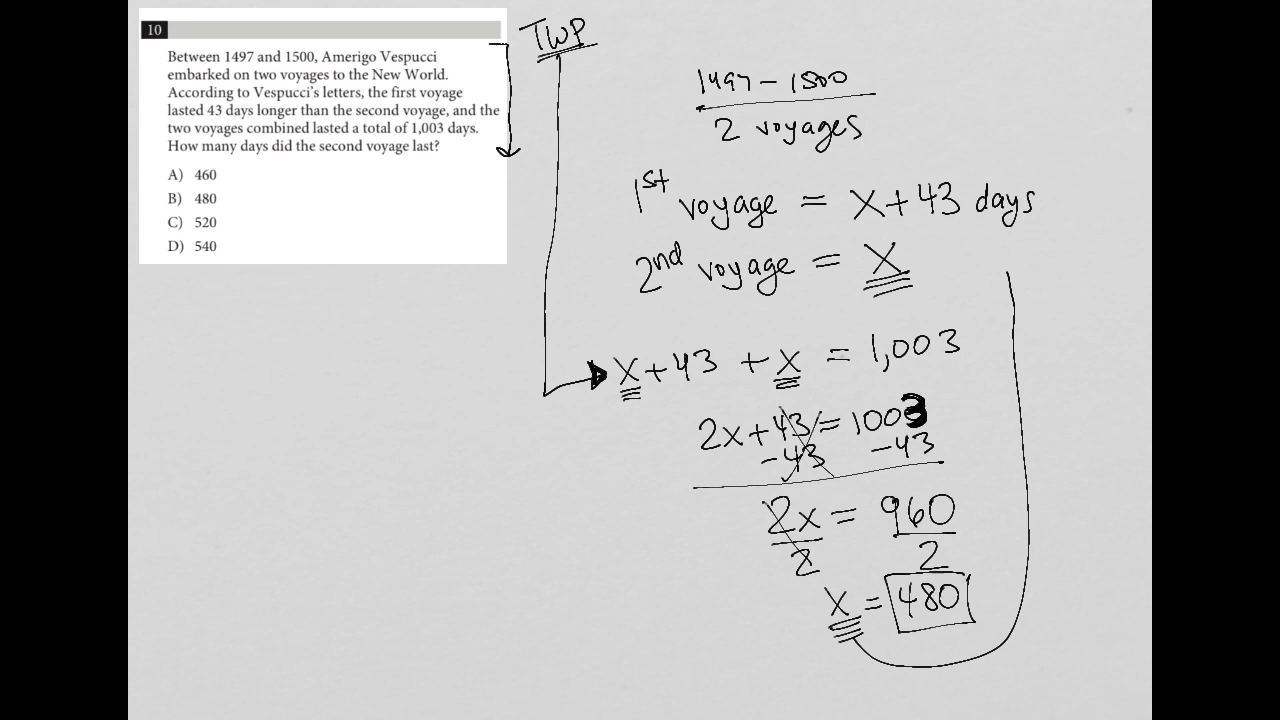 10
Between 1497 and 1500, Amerigo Vespucci
embarked on two voyages to the New World.
According to Vespucci's letters, the first voyage
lasted 43 days longer than the second voyage, and the
two voyages combined lasted a total of 1,003 days.
How many days did the second voyage last?
A) 460
B) 480
C) 520
D) 540
TWP
1497 – 1500
2 voyages
1st voyage = x + 43 days
2nd voyage = x
x + 43 + x = 1,003
2x + 43 = 1003
-43 -43
2x = 960
2 2
x = 480